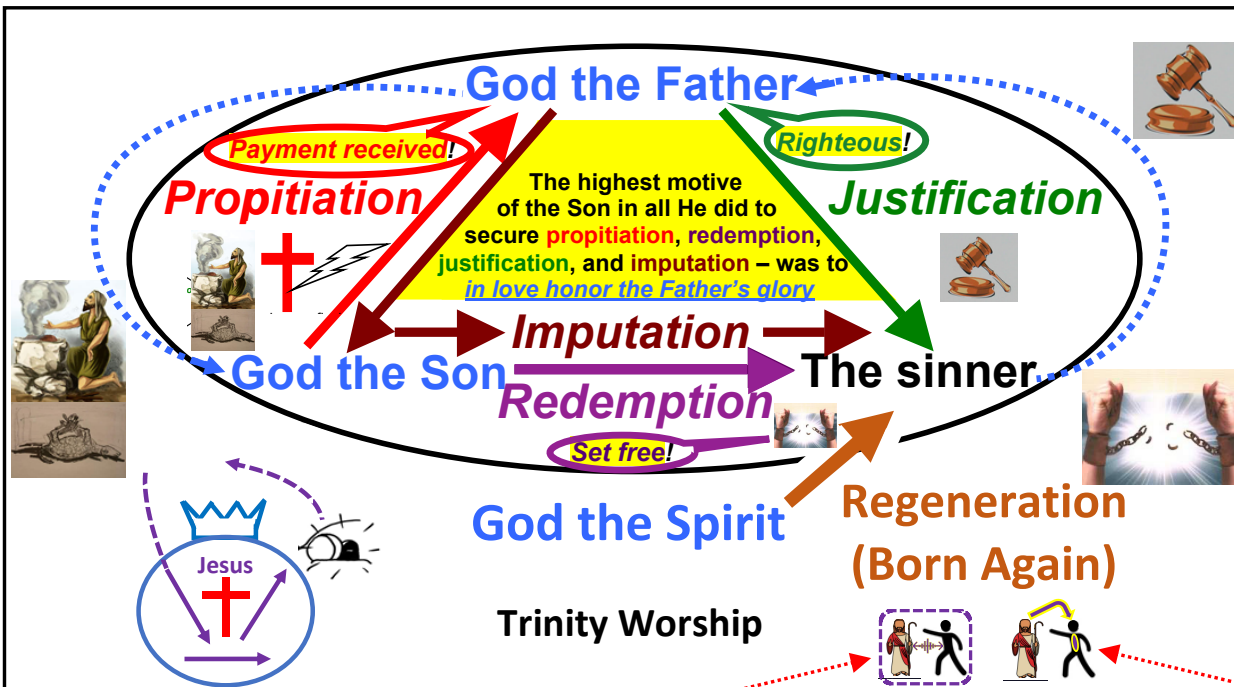 God the Father
Payment received!
Righteous!
Propitiation
Justification
The highest motive
of the Son in all He did to
secure propitiation, redemption,
justification, and imputation – was to
in love honor the Father's glory
Imputation
God the Son
The sinner
Redemption
Set free!
God the Spirit
Regeneration
(Born Again)
Jesus
Trinity Worship